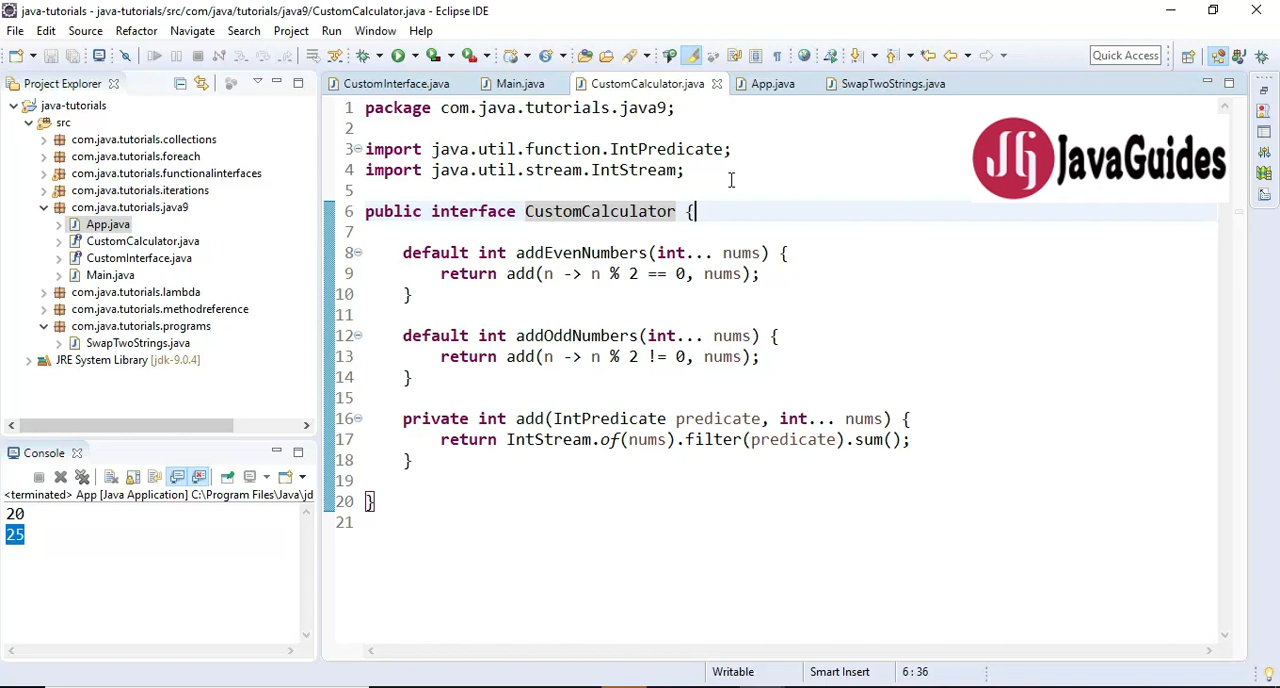 java-tutorials - java-tutorials/src/com/java/tutorials/java9/CustomCalculator.java - Eclipse IDE
File Edit Source Refactor Navigate Search Project Run Window Help
Quick Access
Project Explorer
java-tutorials
src
com.java.tutorials.collections
com.java.tutorials.foreach
com.java.tutorials.functionalinterfaces
com.java.tutorials.iterations
com.java.tutorials.java9
App.java
CustomCalculator.java
CustomInterface.java
Main.java
com.java.tutorials.lambda
com.java.tutorials.methodreference
com.java.tutorials.programs
SwapTwoStrings.java
JRE System Library [jdk-9.0.4]
Console
<terminated> App [Java Application] C:\Program Files\Java\jd
20
25
CustomInterface.java Main.java CustomCalculator.java App.java SwapTwoStrings.java
1 package com.java.tutorials.java9;
2
3 import java.util.function.IntPredicate;
4 import java.util.stream.IntStream;
5
6 public interface CustomCalculator {
7
8 default int addEvenNumbers(int... nums) {
9 return add(n -> n % 2 == 0, nums);
10 }
11
12 default int addOddNumbers(int... nums) {
13 return add(n -> n % 2 != 0, nums);
14 }
15
16 private int add(IntPredicate predicate, int... nums) {
17 return IntStream.of(nums).filter(predicate).sum();
18 }
19
20 }
21
JG JavaGuides
Writable Smart Insert 6 : 36